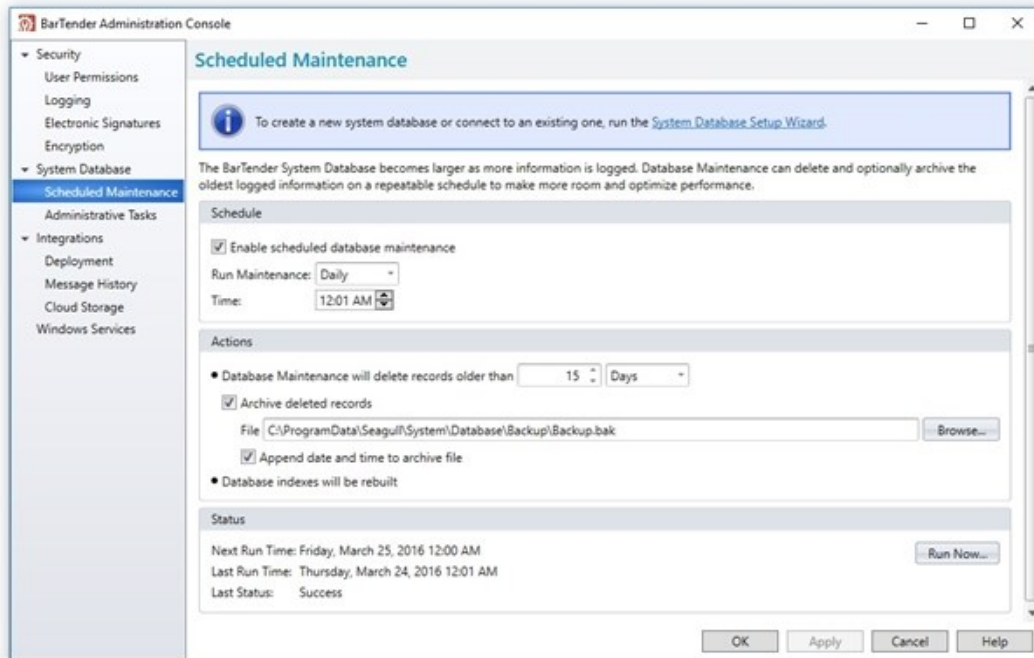 BarTender Administration Console
Security
User Permissions
Logging
Electronic Signatures
Encryption
System Database
Scheduled Maintenance
Administrative Tasks
Integrations
Deployment
Message History
Cloud Storage
Windows Services
Scheduled Maintenance
To create a new system database or connect to an existing one, run the System Database Setup Wizard.
The BarTender System Database becomes larger as more information is logged. Database Maintenance can delete and optionally archive the
oldest logged information on a repeatable schedule to make more room and optimize performance.
Schedule
Enable scheduled database maintenance
Run Maintenance: Daily
Time: 12:01 AM
Actions
• Database Maintenance will delete records older than 15 Days
Archive deleted records
File C:\ProgramData\Seagull\System\Database\Backup\Backup.bak Browse...
Append date and time to archive file
• Database indexes will be rebuilt
Status
Next Run Time: Friday, March 25, 2016 12:00 AM Run Now...
Last Run Time: Thursday, March 24, 2016 12:01 AM
Last Status: Success
OK Apply Cancel Help